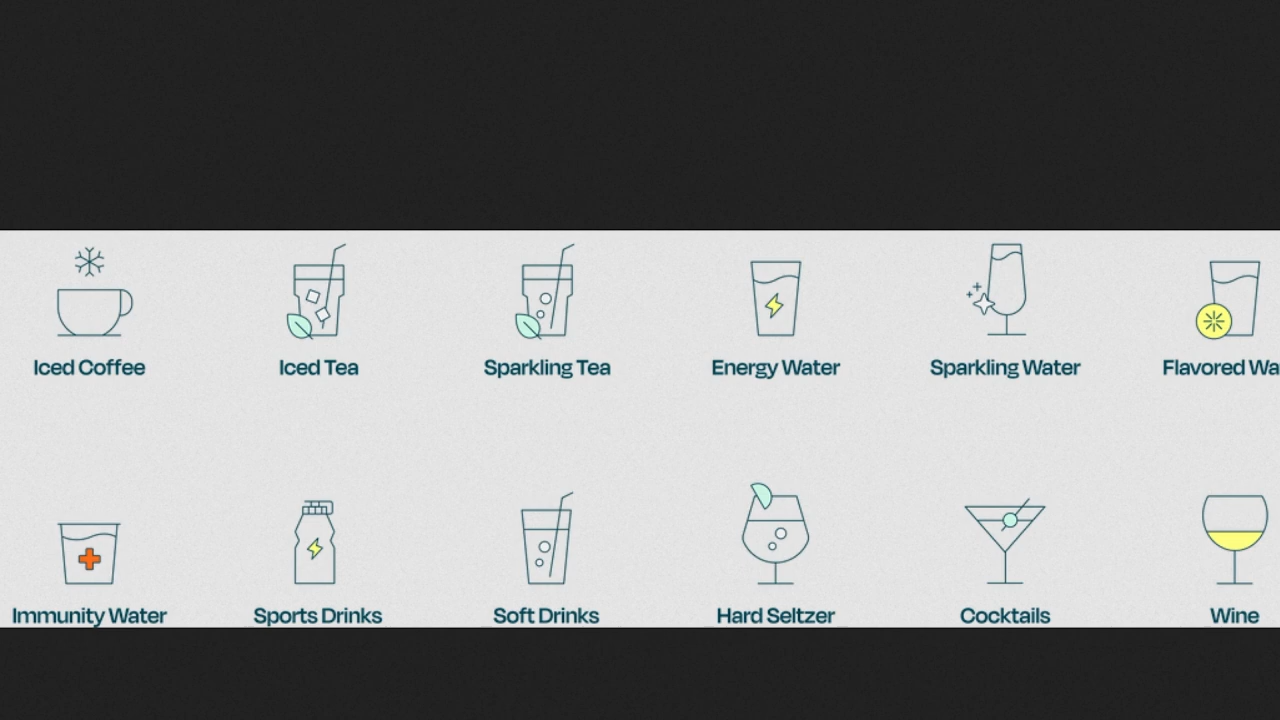 Iced Coffee
Iced Tea
Sparkling Tea
Energy Water
Sparkling Water
Flavored
Immunity Water
Sports Drinks
Soft Drinks
Hard Seltzer
Cocktails
Wine